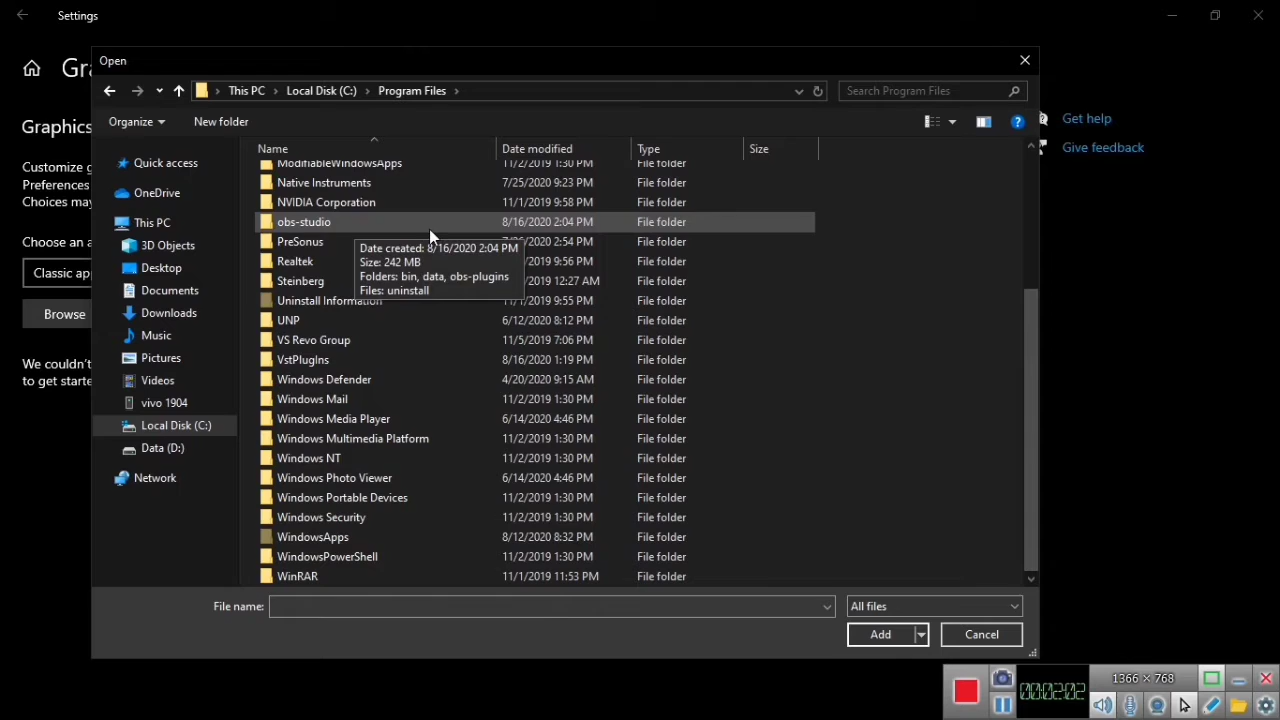 Settings
Gra
Graphics
Customize g
Preferences
Choices may
Choose an a
Classic ap
Browse
We couldn't
to get starte
Get help
Give feedback
Open
This PC > Local Disk (C:) > Program Files >
Search Program Files
Organize
New folder
Quick access
OneDrive
This PC
3D Objects
Desktop
Documents
Downloads
Music
Pictures
Videos
vivo 1904
Local Disk (C:)
Data (D:)
Network
Name Date modified Type Size
ModifiableWindowsApps 11/2/2019 1:30 PM File folder
Native Instruments 7/25/2020 9:23 PM File folder
NVIDIA Corporation 11/1/2019 9:58 PM File folder
obs-studio 8/16/2020 2:04 PM File folder
PreSonus 2:54 PM File folder
Realtek 9:56 PM File folder
Steinberg 12:27 AM File folder
Uninstall Information 9:55 PM File folder
UNP 6/12/2020 8:12 PM File folder
VS Revo Group 11/5/2019 7:06 PM File folder
VstPlugIns 8/16/2020 1:19 PM File folder
Windows Defender 4/20/2020 9:15 AM File folder
Windows Mail 11/2/2019 1:30 PM File folder
Windows Media Player 6/14/2020 4:46 PM File folder
Windows Multimedia Platform 11/2/2019 1:30 PM File folder
Windows NT 11/2/2019 1:30 PM File folder
Windows Photo Viewer 6/14/2020 4:46 PM File folder
Windows Portable Devices 11/2/2019 1:30 PM File folder
Windows Security 11/2/2019 1:30 PM File folder
WindowsApps 8/12/2020 8:32 PM File folder
WindowsPowerShell 11/2/2019 1:30 PM File folder
WinRAR 11/1/2019 11:53 PM File folder
Date created: 8/16/2020 2:04 PM
Size: 242 MB
Folders: bin, data, obs-plugins
Files: uninstall
File name:
All files
Add
Cancel
00:02:02
1366 × 768